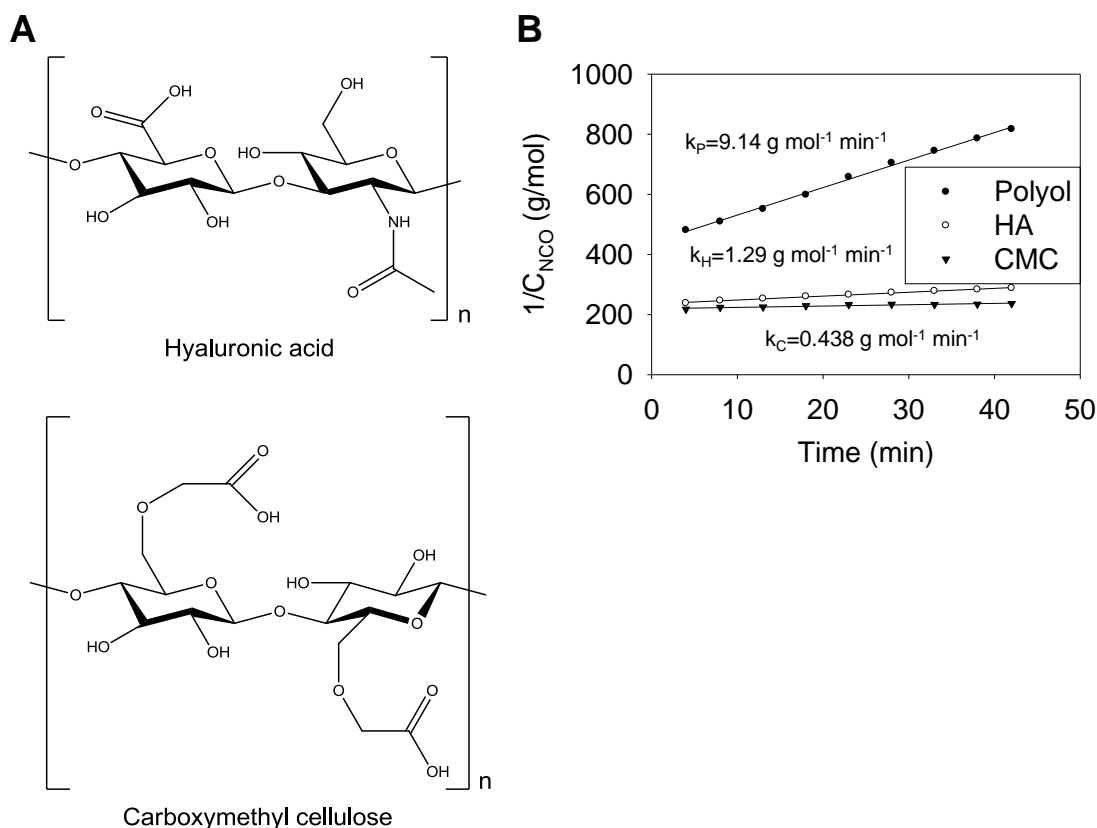 A
O
OH
OH
O
O
HO
O
O
O
HO
OH
NH
O
n
Hyaluronic acid
O
O
OH
OH
O
O
HO
O
O
HO
OH
O
O
OH
n
Carboxymethyl cellulose
B
1000
800
600
400
200
0
1/C_NCO (g/mol)
k_P=9.14 g mol⁻¹ min⁻¹
k_H=1.29 g mol⁻¹ min⁻¹
k_C=0.438 g mol⁻¹ min⁻¹
Polyol
HA
CMC
0 10 20 30 40 50
Time (min)